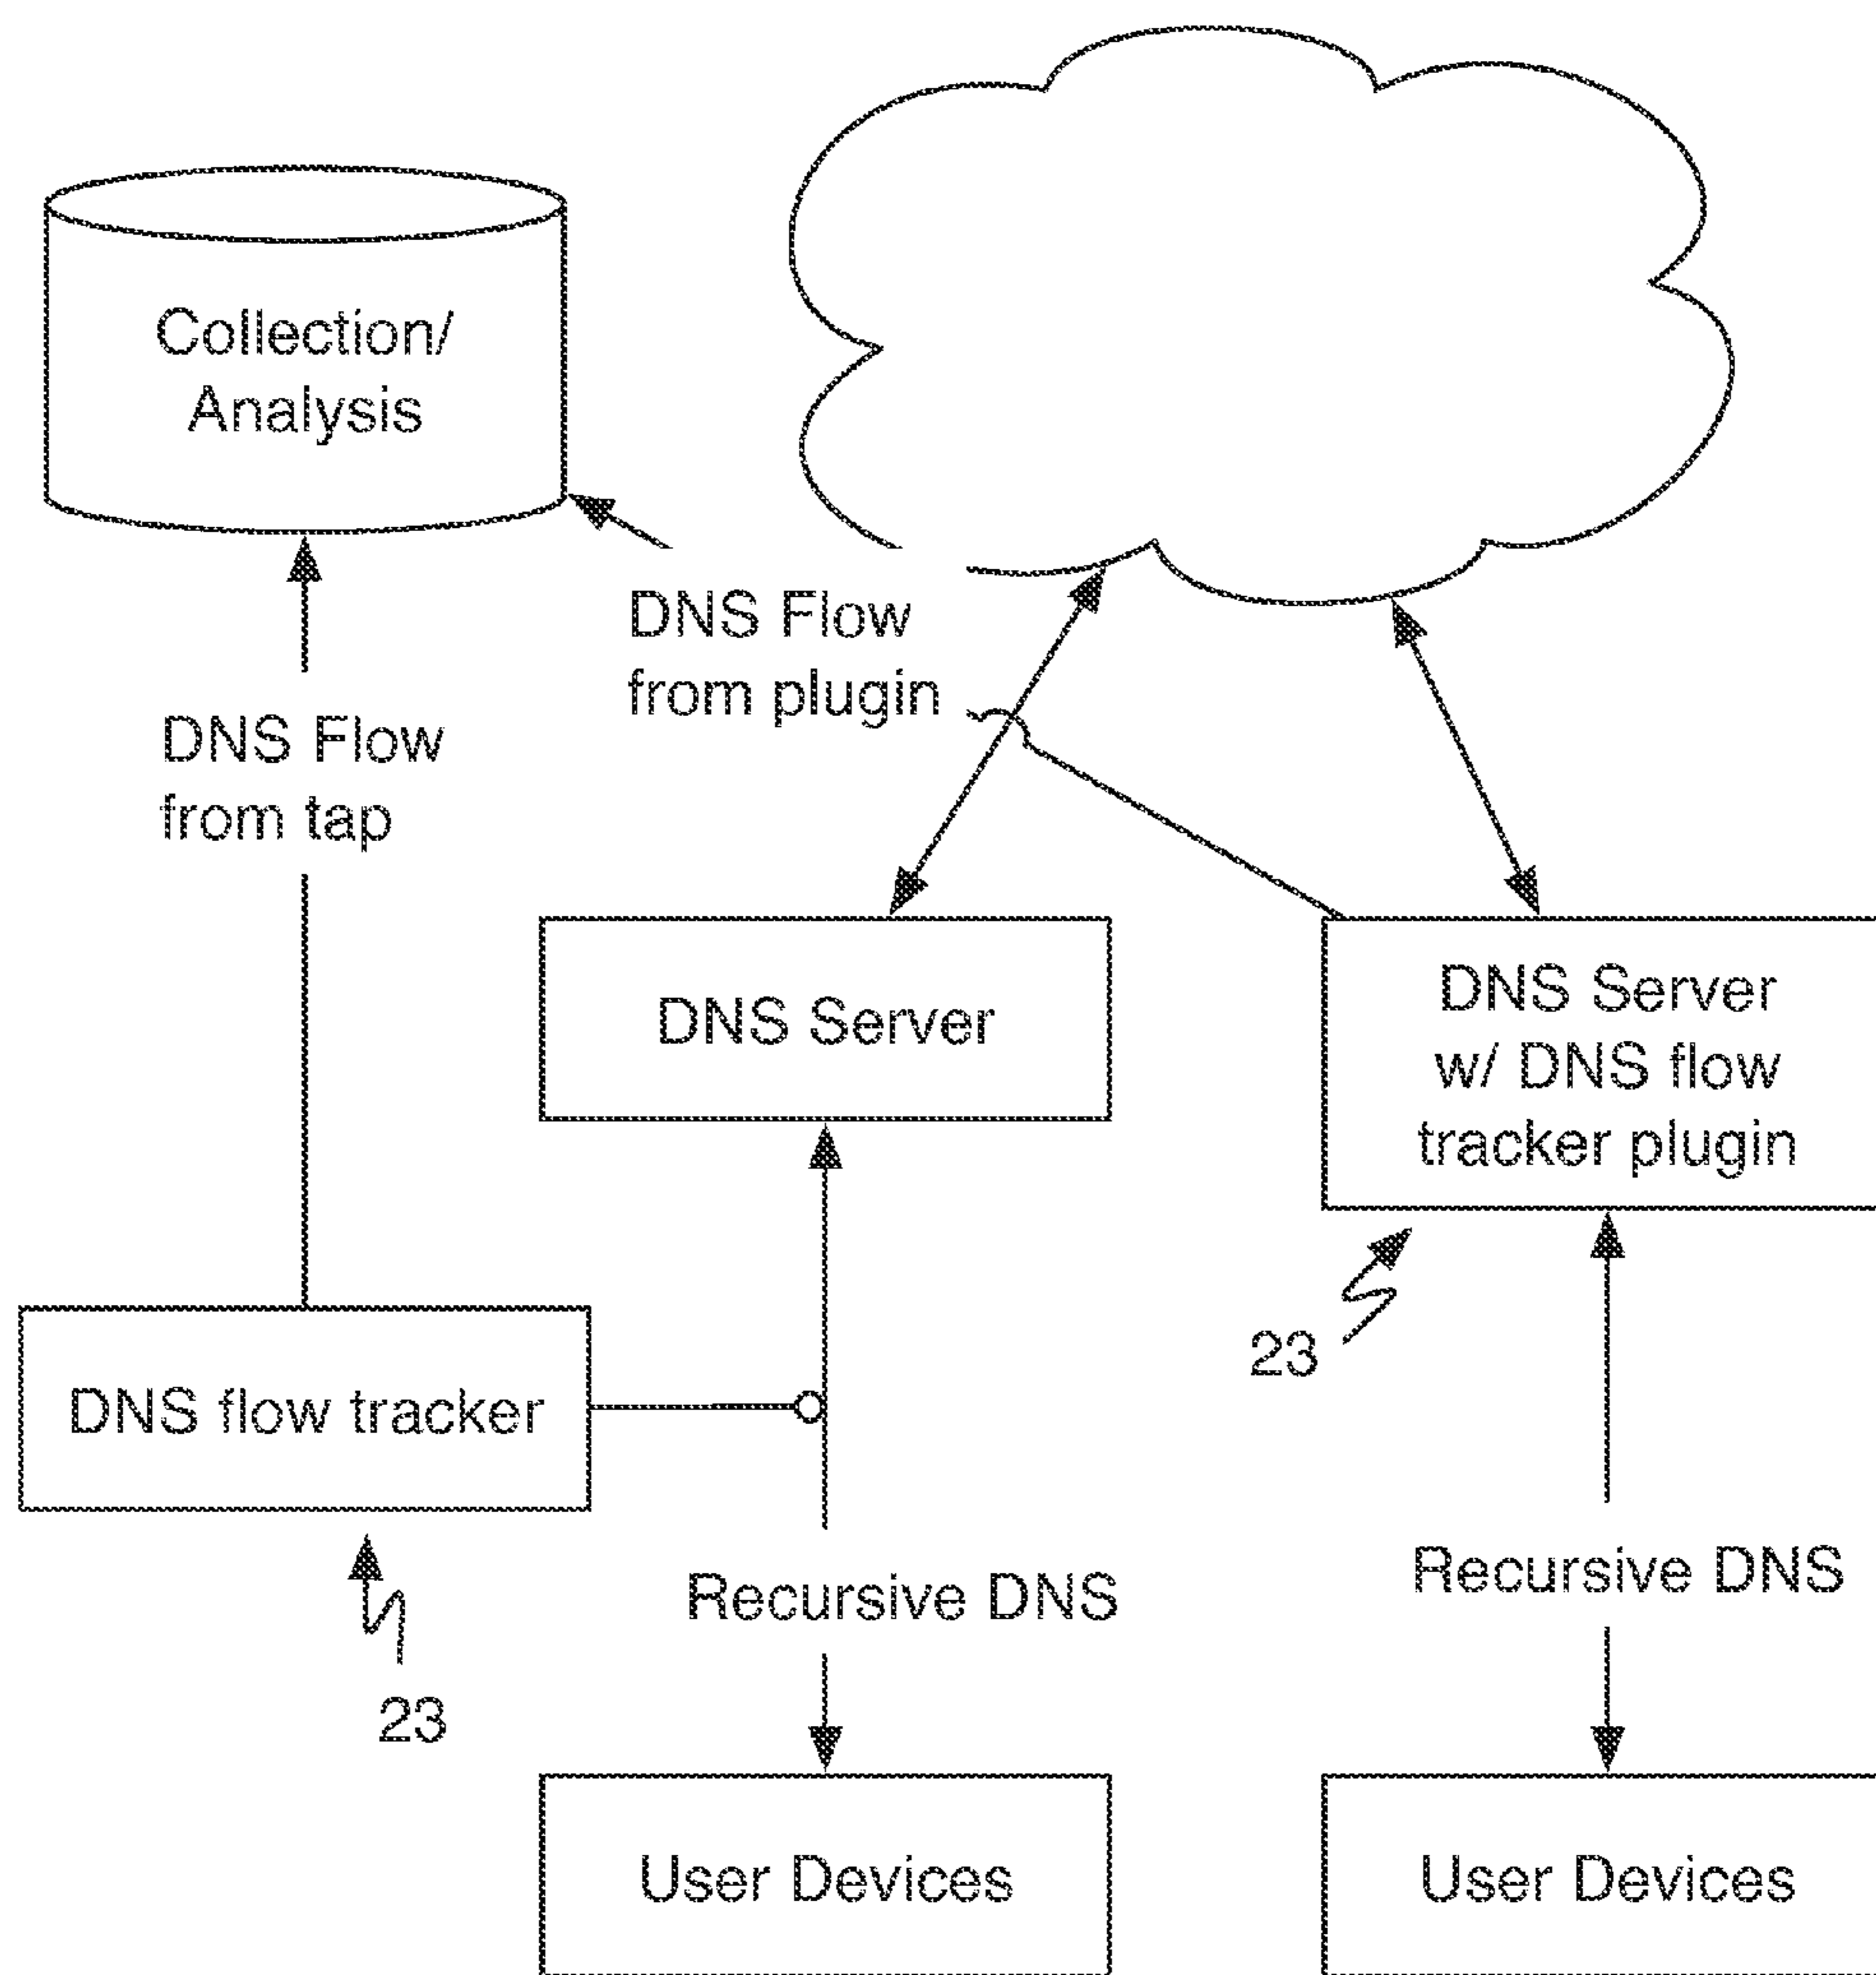 Collection/
Analysis
DNS Flow
from plugin
DNS Flow
from tap
DNS Server
DNS Server
w/ DNS flow
tracker plugin
23
DNS flow tracker
Recursive DNS
Recursive DNS
23
User Devices
User Devices